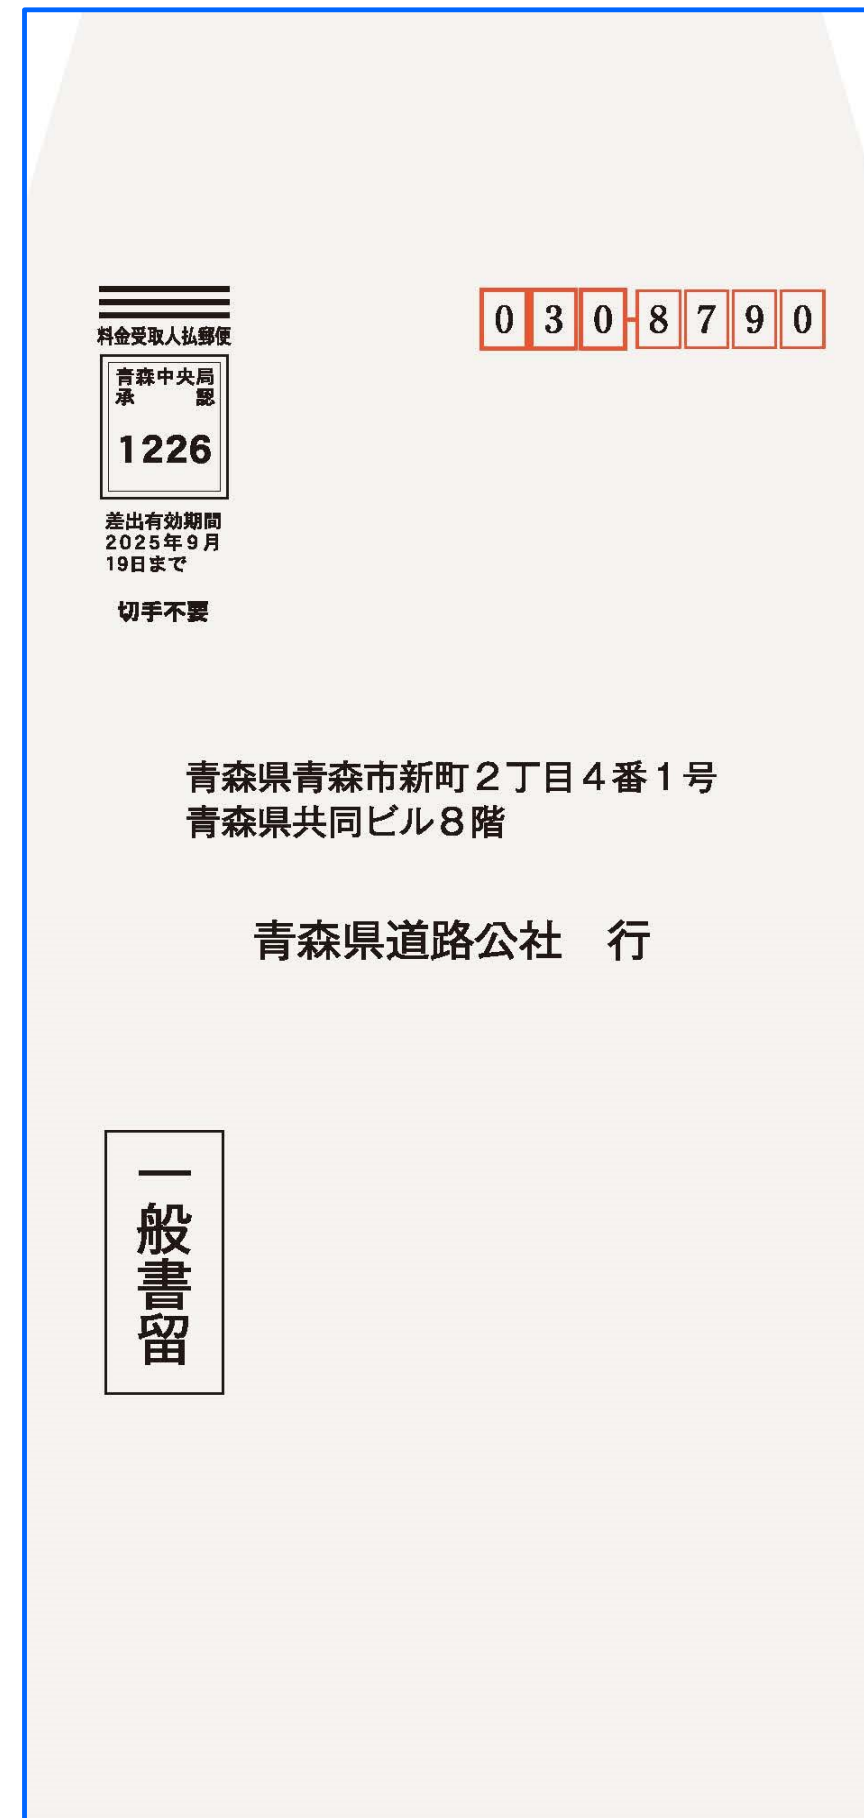 料金受取人払郵便
青森中央局
承　認
1226
差出有効期間
2025年9月
19日まで
切手不要
030-8790
青森県青森市新町2丁目4番1号
青森県共同ビル8階
青森県道路公社　行
一般書留